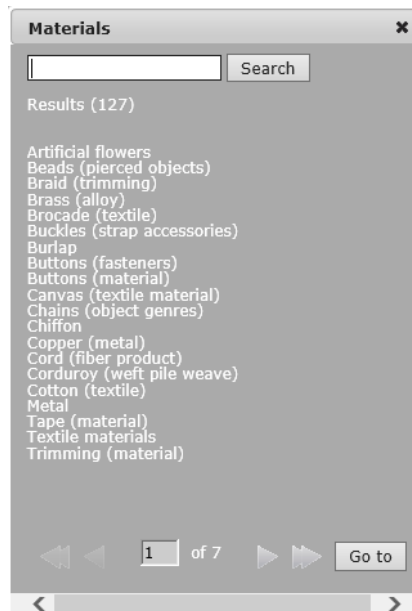 Materials
Search
Results (127)
Artificial flowers
Beads (pierced objects)
Braid (trimming)
Brass (alloy)
Brocade (textile)
Buckles (strap accessories)
Burlap
Buttons (fasteners)
Buttons (material)
Canvas (textile material)
Chains (object genres)
Chiffon
Copper (metal)
Cord (fiber product)
Corduroy (weft pile weave)
Cotton (textile)
Metal
Tape (material)
Textile materials
Trimming (material)
1 of 7 Go to